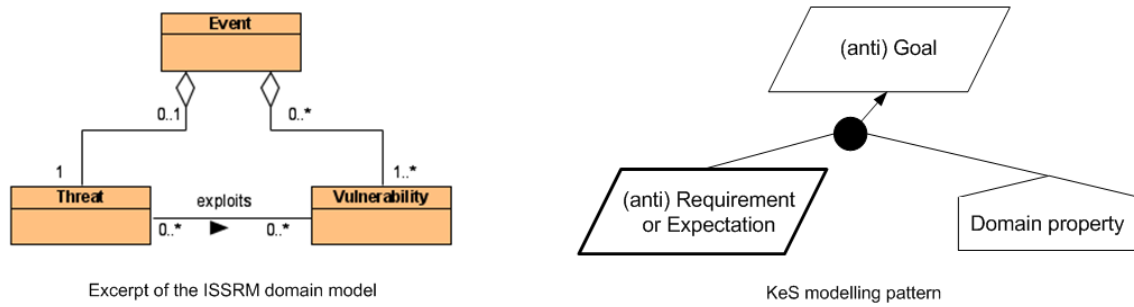 Event
0..1
0..*
1
1..*
Threat
exploits
Vulnerability
0..*
0..*
Excerpt of the ISSRM domain model
(anti) Goal
(anti) Requirement
or Expectation
Domain property
KeS modelling pattern